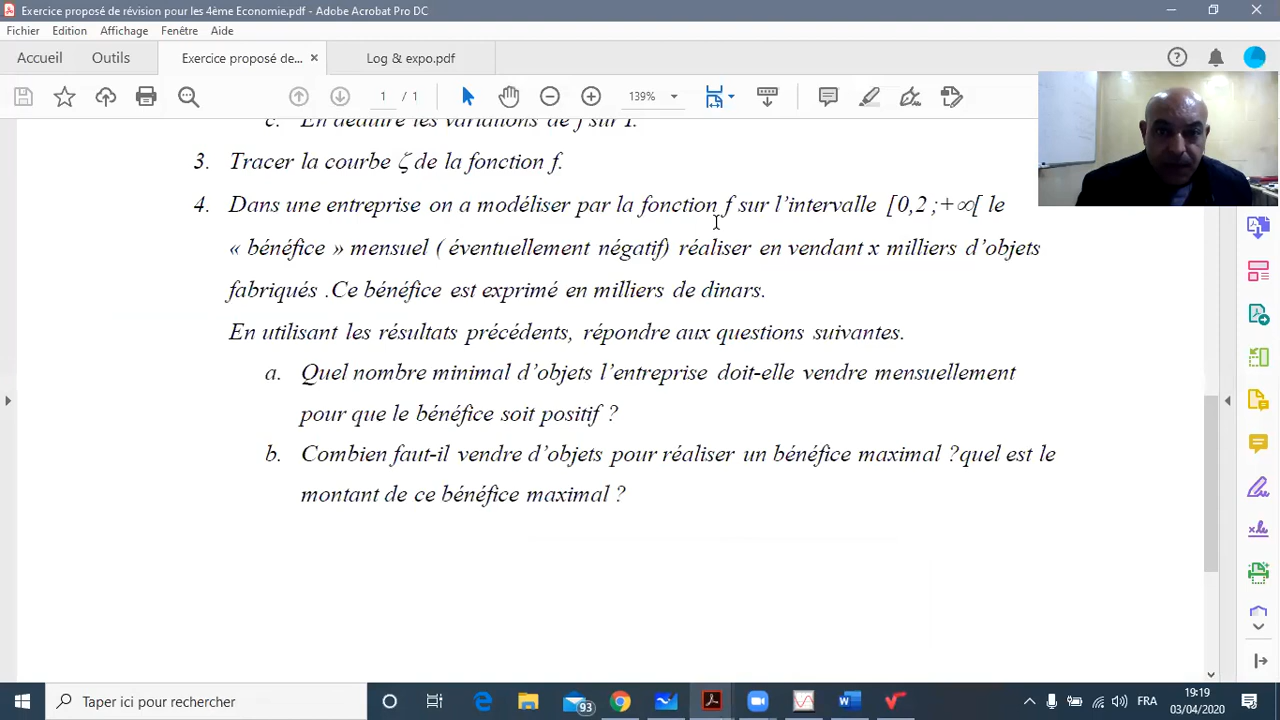 Exercice proposé de révision pour les 4ème Economie.pdf - Adobe Acrobat Pro DC
Fichier Edition Affichage Fenêtre Aide
Accueil Outils Exercice proposé de... × Log & expo.pdf
1 / 1 139%
c. En déduire les variations de f sur I.
3. Tracer la courbe ζ de la fonction f.
4. Dans une entreprise on a modéliser par la fonction f sur l'intervalle [0,2 ;+∞[ le
« bénéfice » mensuel ( éventuellement négatif) réaliser en vendant x milliers d'objets
fabriqués .Ce bénéfice est exprimé en milliers de dinars.
En utilisant les résultats précédents, répondre aux questions suivantes.
a. Quel nombre minimal d'objets l'entreprise doit-elle vendre mensuellement
pour que le bénéfice soit positif ?
b. Combien faut-il vendre d'objets pour réaliser un bénéfice maximal ?quel est le
montant de ce bénéfice maximal ?
Taper ici pour rechercher
93
FRA
19:19
03/04/2020